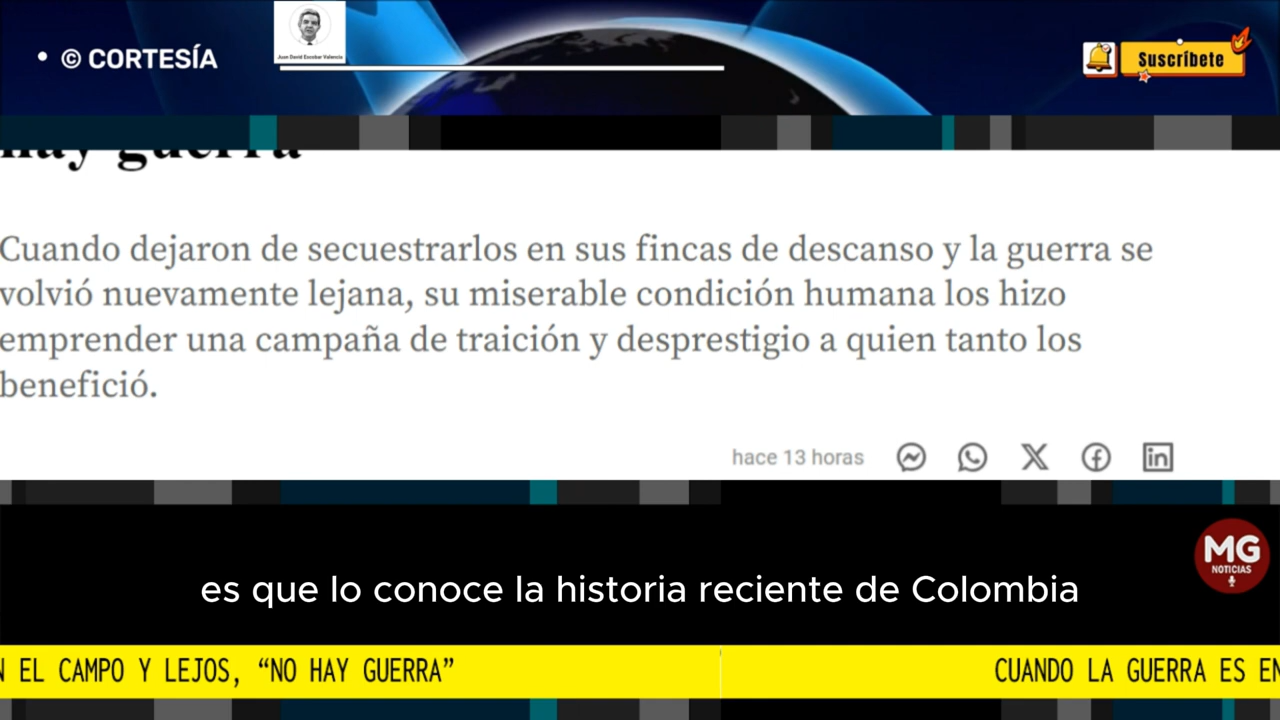 • © CORTESÍA
Juan David Escobar Valencia
Suscríbete
hay guerra
Cuando dejaron de secuestrarlos en sus fincas de descanso y la guerra se
volvió nuevamente lejana, su miserable condición humana los hizo
emprender una campaña de traición y desprestigio a quien tanto los
benefició.
hace 13 horas
MG
NOTICIAS
es que lo conoce la historia reciente de Colombia
N EL CAMPO Y LEJOS, “NO HAY GUERRA”
CUANDO LA GUERRA ES EN